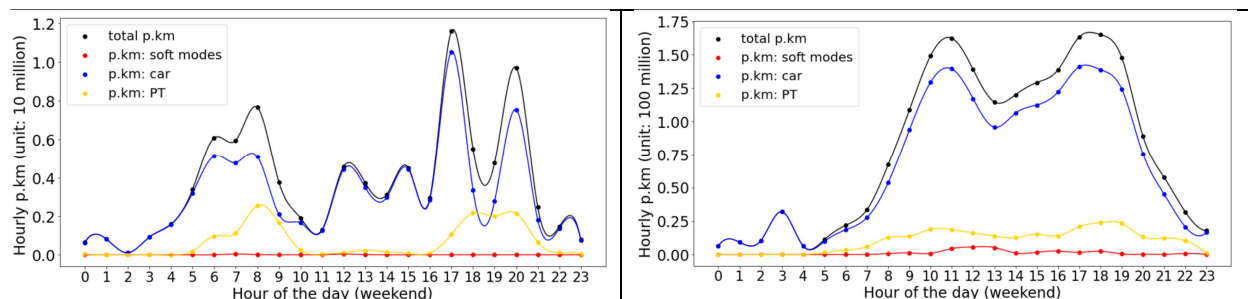 1.2
1.0
0.8
0.6
0.4
0.2
0.0
Hourly p.km (unit: 10 million)
total p.km
p.km: soft modes
p.km: car
p.km: PT
0 1 2 3 4 5 6 7 8 9 10 11 12 13 14 15 16 17 18 19 20 21 22 23
Hour of the day (weekend)
1.75
1.50
1.25
1.00
0.75
0.50
0.25
0.00
Hourly p.km (unit: 100 million)
total p.km
p.km: soft modes
p.km: car
p.km: PT
0 1 2 3 4 5 6 7 8 9 10 11 12 13 14 15 16 17 18 19 20 21 22 23
Hour of the day (weekend)